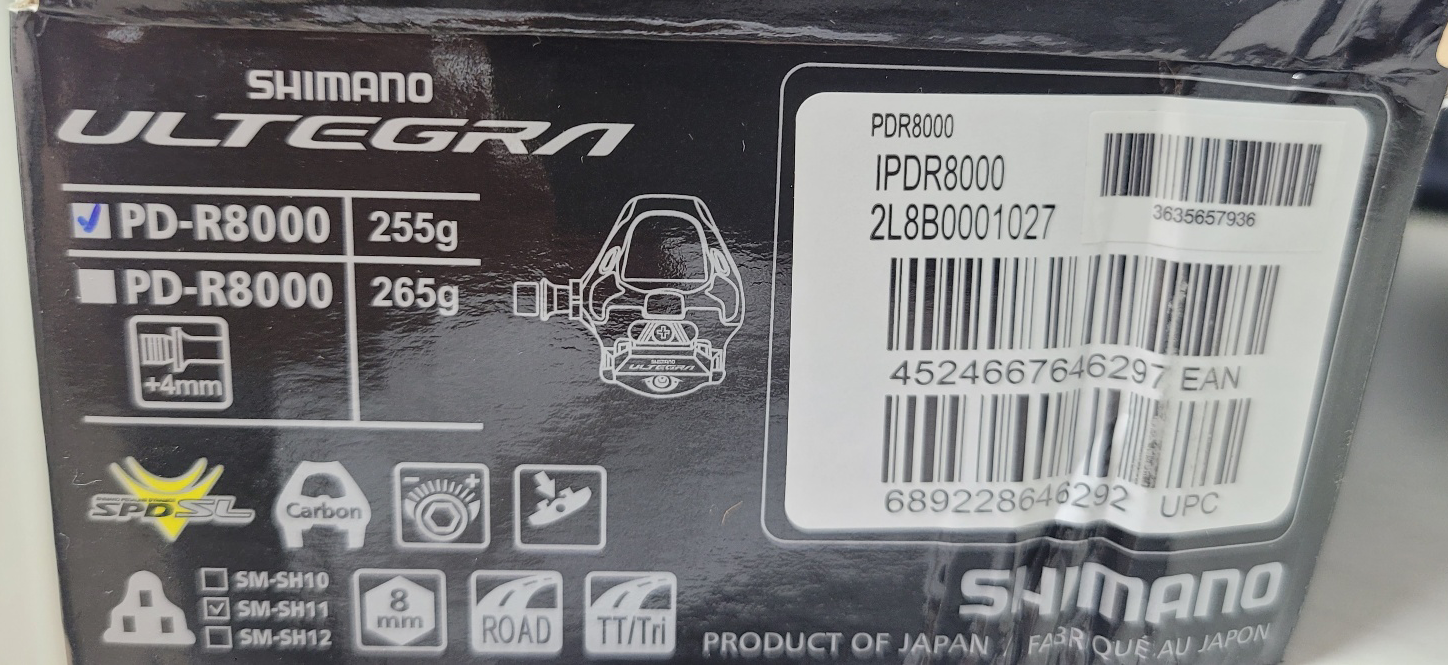 SHIMANO
ULTEGRA
PD-R8000 255g
PD-R8000 265g
+4mm
SHIMANO
ULTEGRA
SPD-SL
Carbon
- +
SM-SH10
SM-SH11
SM-SH12
8
mm
ROAD
TT/Tri
PDR8000
IPDR8000
2L8B0001027
3635657936
4524667646297 EAN
689228646292 UPC
SHIMANO
PRODUCT OF JAPAN / FABRIQUÉ AU JAPON